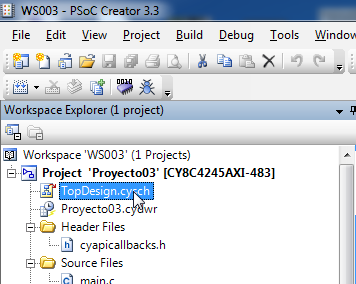 WS003 - PSoC Creator 3.3
File Edit View Project Build Debug Tools Window
Workspace Explorer (1 project)
Workspace 'WS003' (1 Projects)
Project 'Proyecto03' [CY8C4245AXI-483]
TopDesign.cysch
Proyecto03.cydwr
Header Files
cyapicallbacks.h
Source Files
main.c